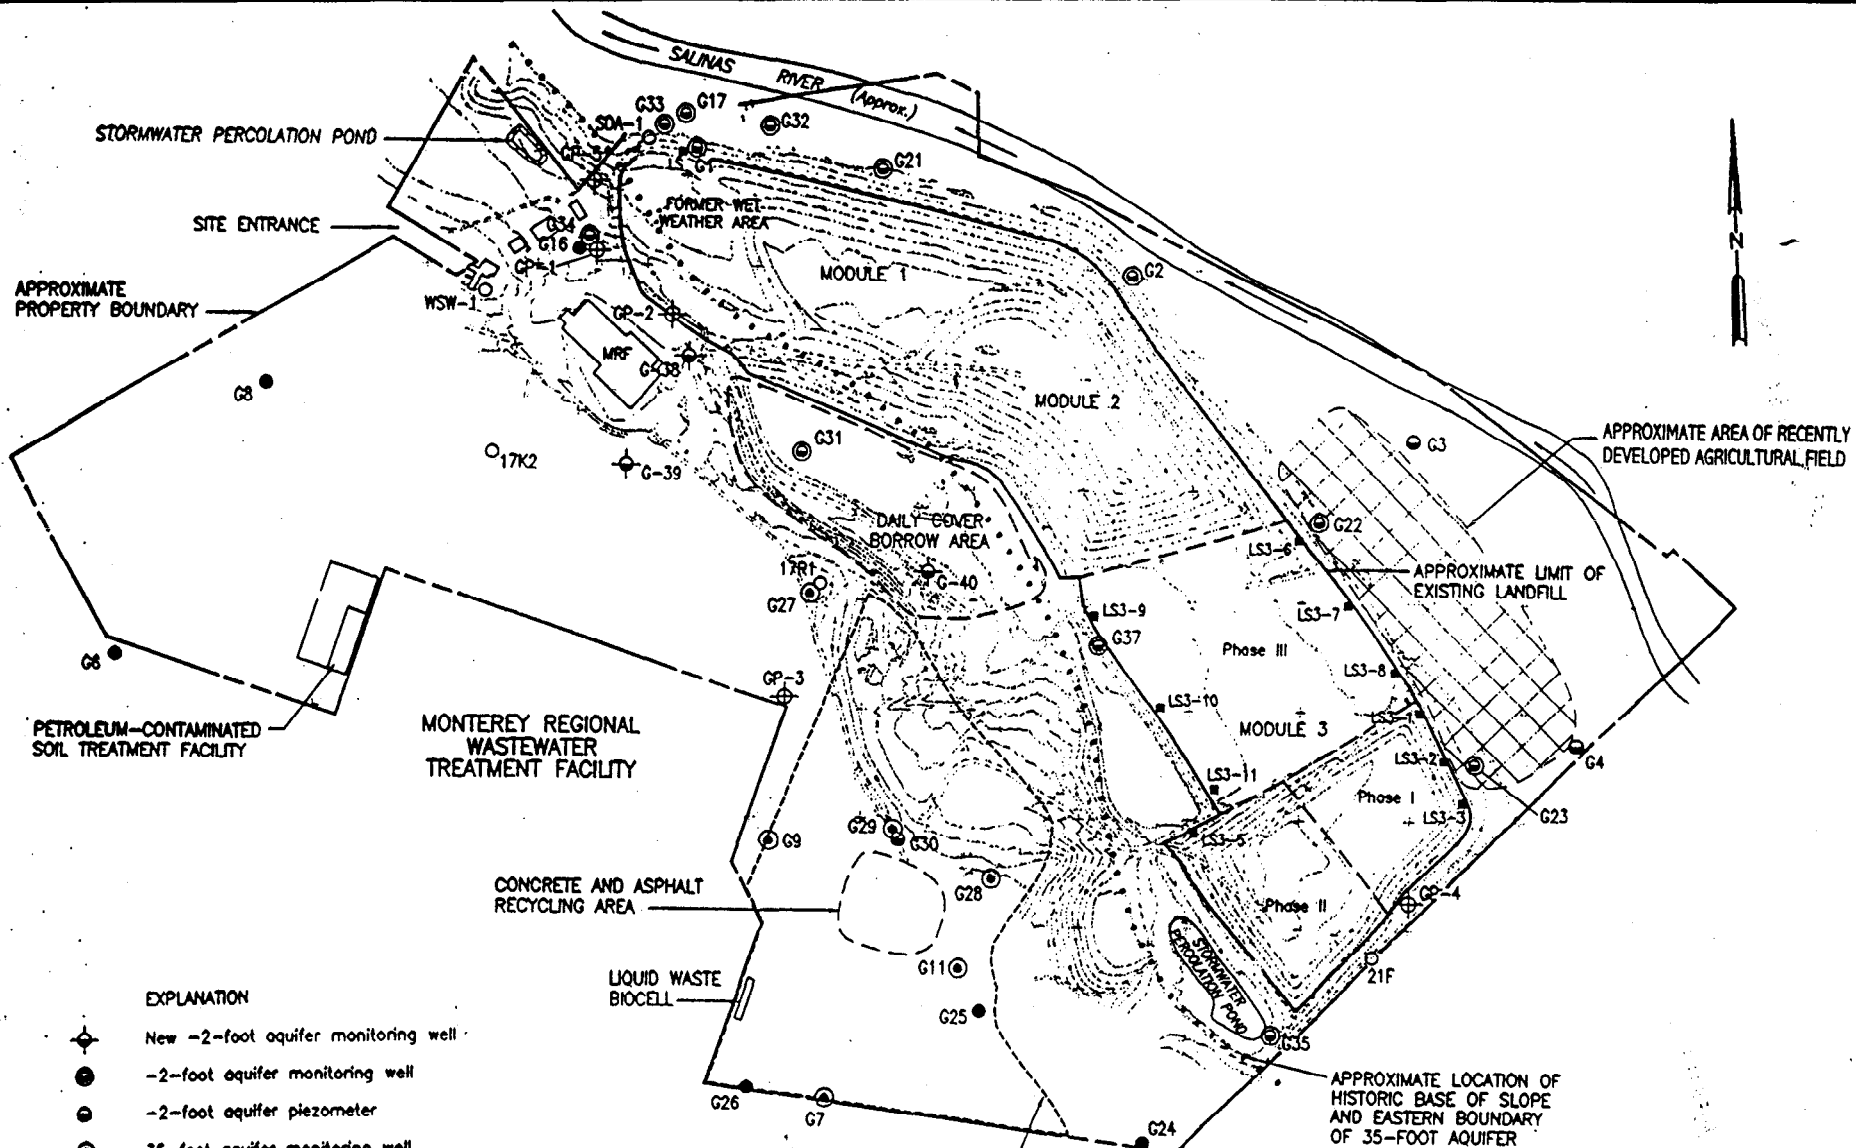 SALINAS RIVER (Approx.)
STORMWATER PERCOLATION POND
SITE ENTRANCE
APPROXIMATE
PROPERTY BOUNDARY
G33
G17
SDA-1
G32
G1
G21
GP-5
FORMER WET
WEATHER AREA
G34
G16
GP-1
WSW-1
MODULE 1
G2
N
GP-2
MRF
G-38
G8
MODULE 2
G31
17K2
G-39
G3
APPROXIMATE AREA OF RECENTLY
DEVELOPED AGRICULTURAL FIELD
DAILY COVER
BORROW AREA
G22
LS3-6
17R1
G27
G-40
APPROXIMATE LIMIT OF
EXISTING LANDFILL
LS3-9
LS3-7
G37
Phase III
G6
LS3-8
GP-3
LS3-10
LS3-1
MODULE 3
PETROLEUM-CONTAMINATED
SOIL TREATMENT FACILITY
MONTEREY REGIONAL
WASTEWATER
TREATMENT FACILITY
LS3-2
G4
LS3-11
Phase I
LS3-3
G23
G9
G29
G30
LS3-5
G28
CONCRETE AND ASPHALT
RECYCLING AREA
GP-4
Phase II
STORMWATER
PERCOLATION POND
G11
21F
LIQUID WASTE
BIOCELL
G25
G35
G26
G7
G24
APPROXIMATE LOCATION OF
HISTORIC BASE OF SLOPE
AND EASTERN BOUNDARY
OF 35-FOOT AQUIFER
EXPLANATION
New -2-foot aquifer monitoring well
-2-foot aquifer monitoring well
-2-foot aquifer piezometer
35-foot aquifer monitoring well